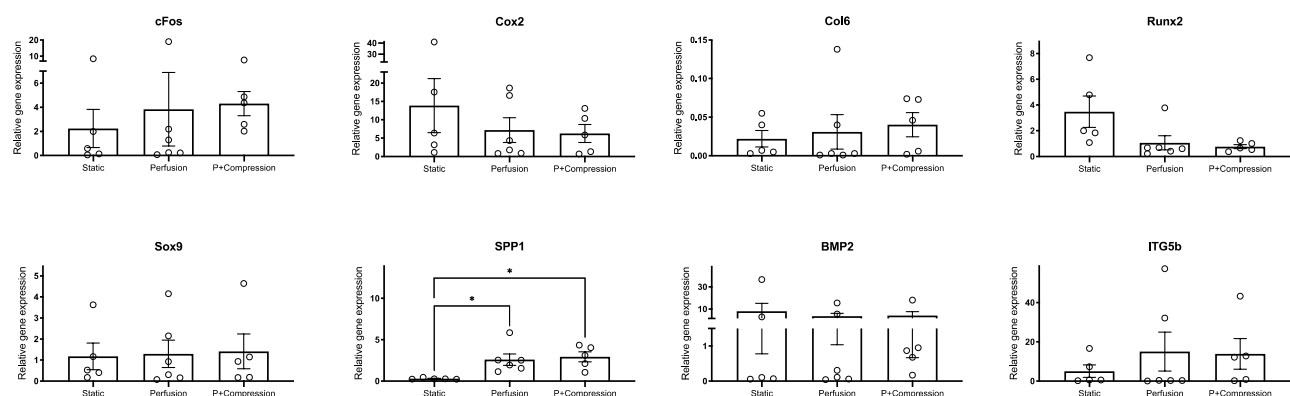 cFos
Relative gene expression
20
10
6
4
2
0
Static
Perfusion
P+Compression
Cox2
Relative gene expression
40
30
20
15
10
5
0
Static
Perfusion
P+Compression
Col6
Relative gene expression
0.15
0.10
0.05
0.00
Static
Perfusion
P+Compression
Runx2
Relative gene expression
8
6
4
2
0
Static
Perfusion
P+Compression
Sox9
Relative gene expression
5
4
3
2
1
0
Static
Perfusion
P+Compression
SPP1
Relative gene expression
10
5
0
*
*
Static
Perfusion
P+Compression
BMP2
Relative gene expression
30
10
1
0
Static
Perfusion
P+Compression
ITG5b
Relative gene expression
40
20
0
Static
Perfusion
P+Compression